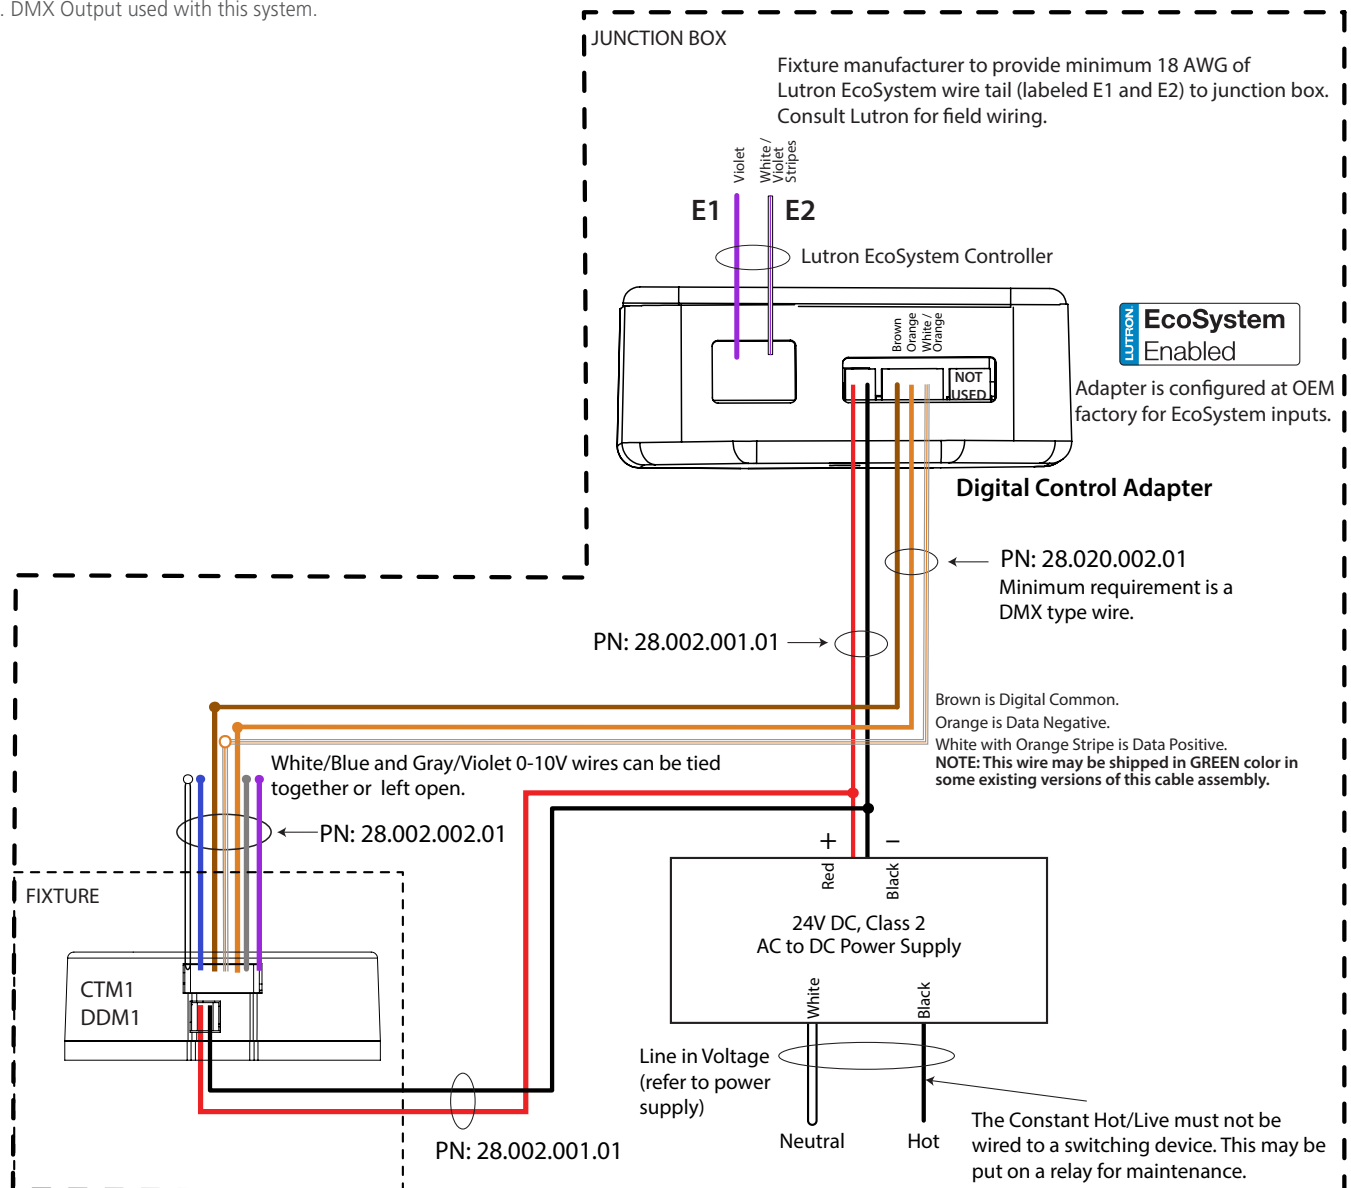 . DMX Output used with this system.
JUNCTION BOX
Fixture manufacturer to provide minimum 18 AWG of
Lutron EcoSystem wire tail (labeled E1 and E2) to junction box.
Consult Lutron for field wiring.
Violet
White /
Violet
Stripes
E1
E2
Lutron EcoSystem Controller
Brown
Orange
White /
Orange
NOT
USED
LUTRON.
EcoSystem
Enabled
Adapter is configured at OEM
factory for EcoSystem inputs.
Digital Control Adapter
PN: 28.020.002.01
Minimum requirement is a
DMX type wire.
PN: 28.002.001.01
Brown is Digital Common.
Orange is Data Negative.
White with Orange Stripe is Data Positive.
NOTE: This wire may be shipped in GREEN color in
some existing versions of this cable assembly.
White/Blue and Gray/Violet 0-10V wires can be tied
together or left open.
PN: 28.002.002.01
+
–
Red
Black
24V DC, Class 2
AC to DC Power Supply
White
Black
FIXTURE
CTM1
DDM1
Line in Voltage
(refer to power
supply)
Neutral
Hot
PN: 28.002.001.01
The Constant Hot/Live must not be
wired to a switching device. This may be
put on a relay for maintenance.